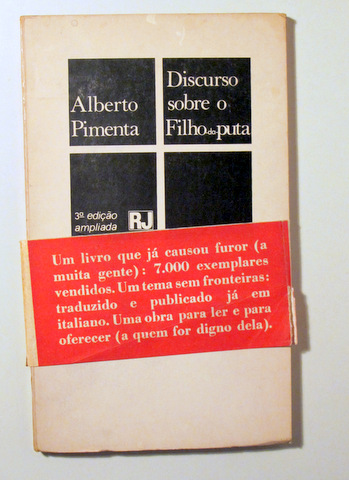 Alberto
Pimenta
Discurso
sobre o
Filho-da-puta
3ª edição
ampliada
RJ
Um livro que já causou furor (a
muita gente): 7.000 exemplares
vendidos. Um tema sem fronteiras:
traduzido e publicado já em
italiano. Uma obra para ler e para
oferecer (a quem for digno dela).